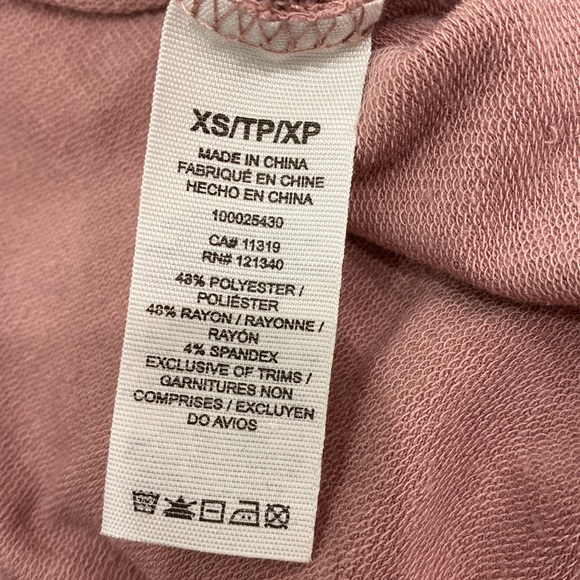 XS/TP/XP
MADE IN CHINA
FABRIQUÉ EN CHINE
HECHO EN CHINA
100025430
CA# 11319
RN# 121340
48% POLYESTER /
POLIÉSTER
48% RAYON / RAYONNE /
RAYÓN
4% SPANDEX
EXCLUSIVE OF TRIMS /
GARNITURES NON
COMPRISES / EXCLUYEN
DO AVIOS